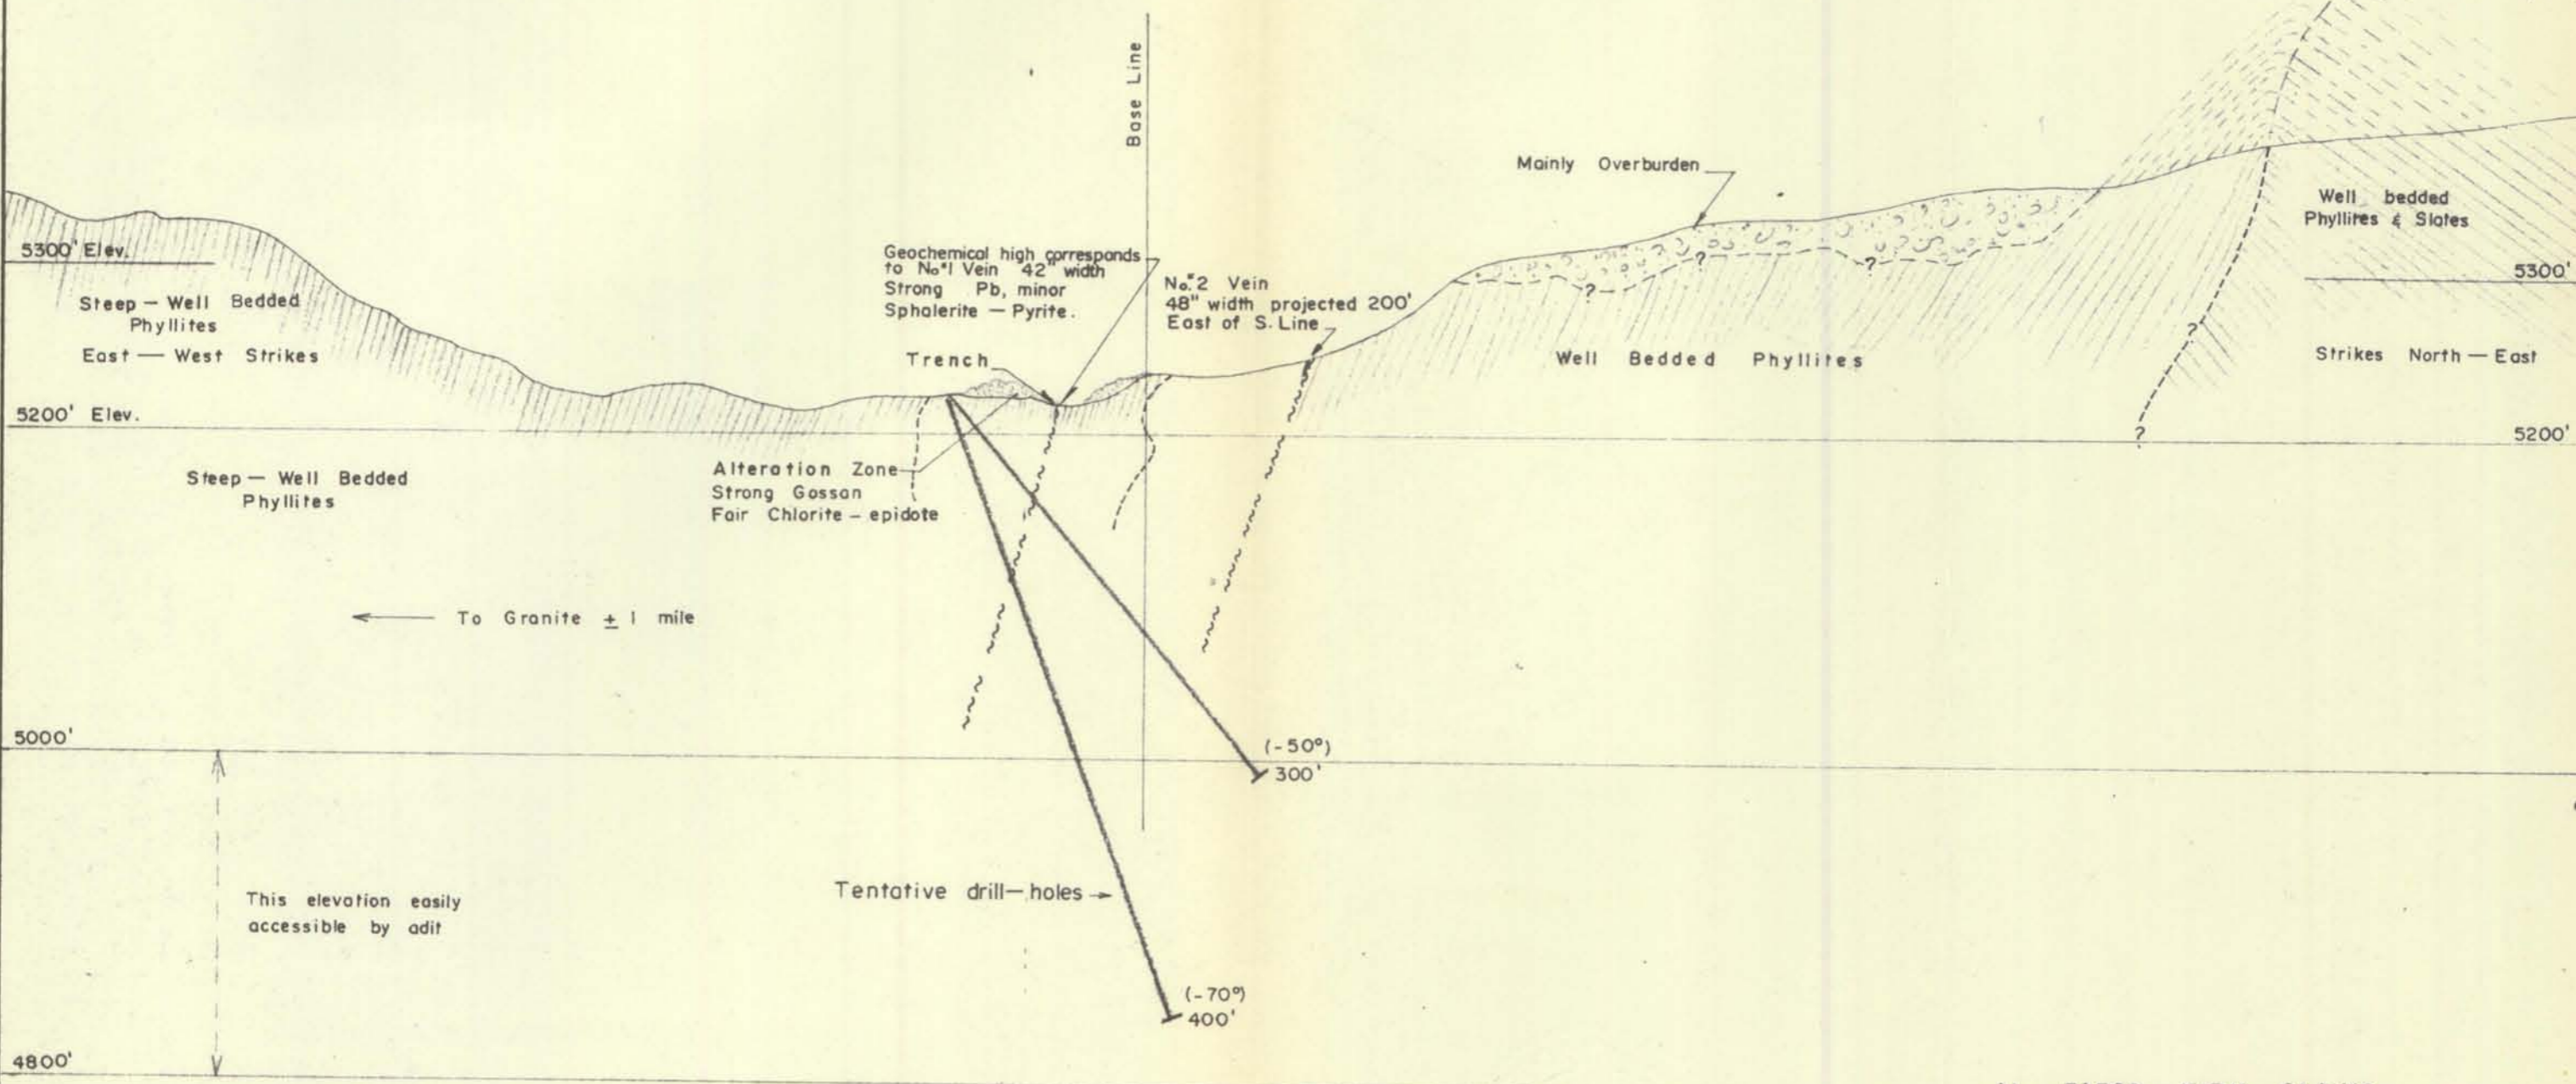 Base Line
Mainly Overburden
Well bedded
Phyllites & Slates
5300' Elev.
Geochemical high corresponds
to No 1 Vein 42" width
Strong Pb, minor
Sphalerite — Pyrite.
No. 2 Vein
48" width projected 200'
East of S. Line
5300'
Steep — Well Bedded
Phyllites
East — West Strikes
Trench
Well Bedded Phyllites
Strikes North — East
?
?
?
?
?
5200' Elev.
5200'
Steep — Well Bedded
Phyllites
Alteration Zone
Strong Gossan
Fair Chlorite – epidote
To Granite ± 1 mile
5000'
(-50°)
300'
This elevation easily
accessible by adit
Tentative drill — holes
(-70°)
400'
4800'